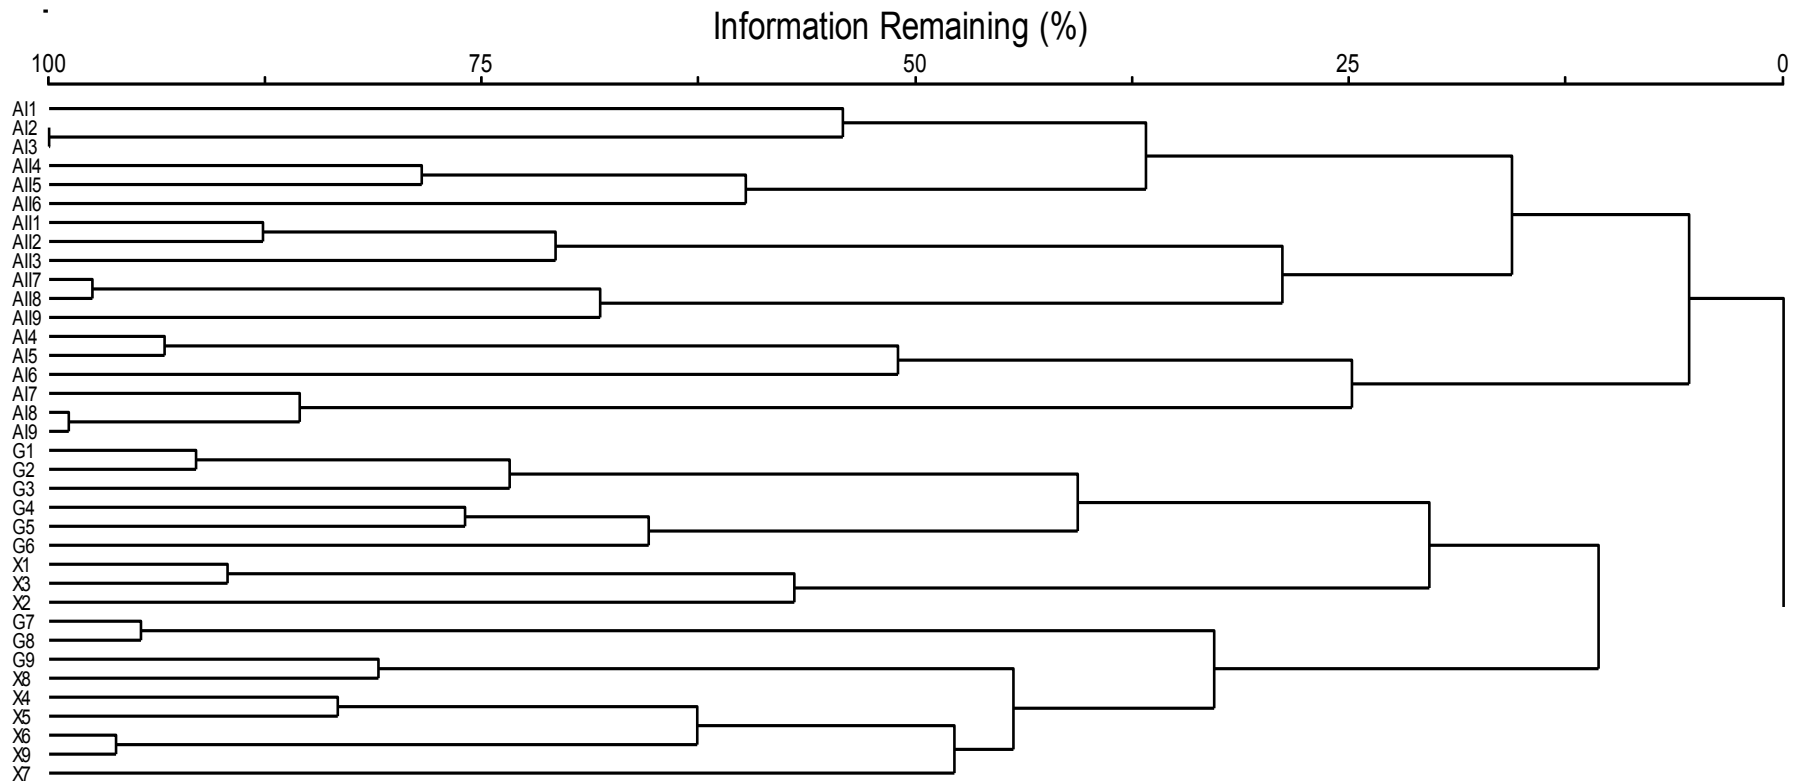 Information Remaining (%)
100 75 50 25 0
AI1
AI2
AI3
AII4
AII5
AII6
AII1
AII2
AII3
AII7
AII8
AII9
AI4
AI5
AI6
AI7
AI8
AI9
G1
G2
G3
G4
G5
G6
X1
X3
X2
G7
G8
G9
X8
X4
X5
X6
X9
X7